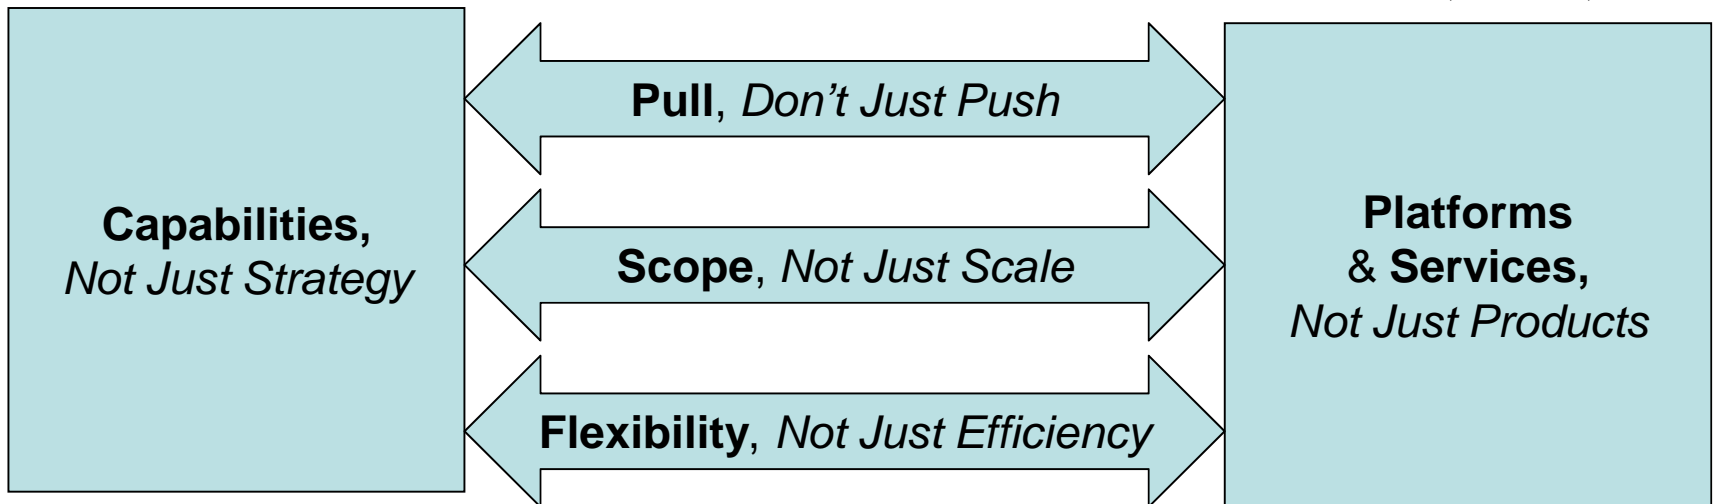 Capabilities,
Not Just Strategy
Pull, Don’t Just Push
Scope, Not Just Scale
Flexibility, Not Just Efficiency
Platforms
& Services,
Not Just Products